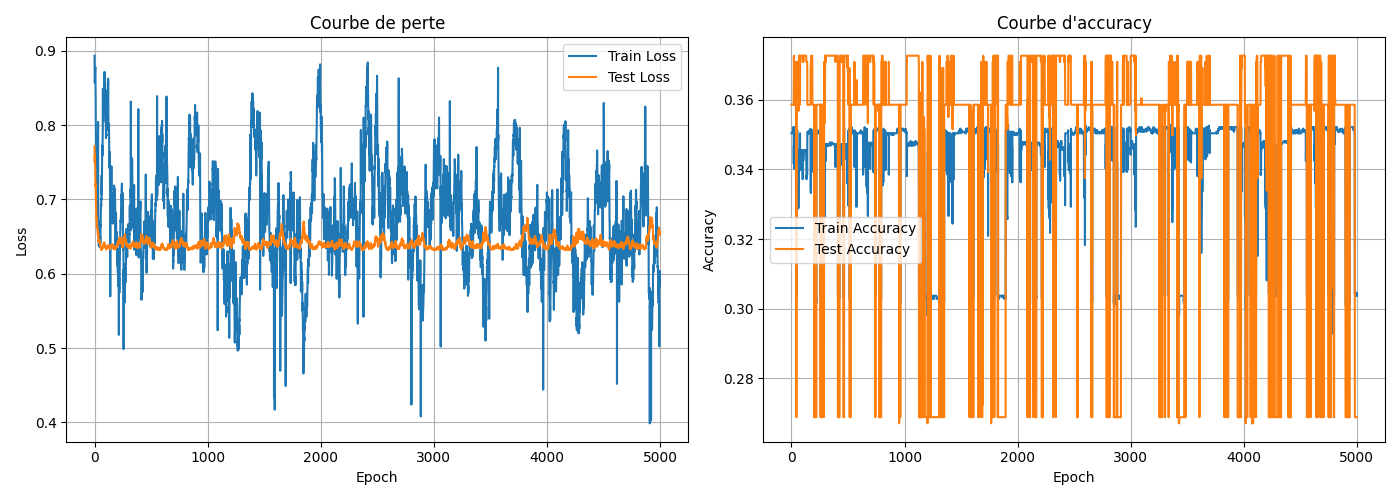 Courbe de perte
0.9
0.8
0.7
0.6
0.5
0.4
Loss
0
1000
2000
3000
4000
5000
Epoch
Train Loss
Test Loss
Courbe d'accuracy
0.36
0.34
0.32
0.30
0.28
Accuracy
0
1000
2000
3000
4000
5000
Epoch
Train Accuracy
Test Accuracy